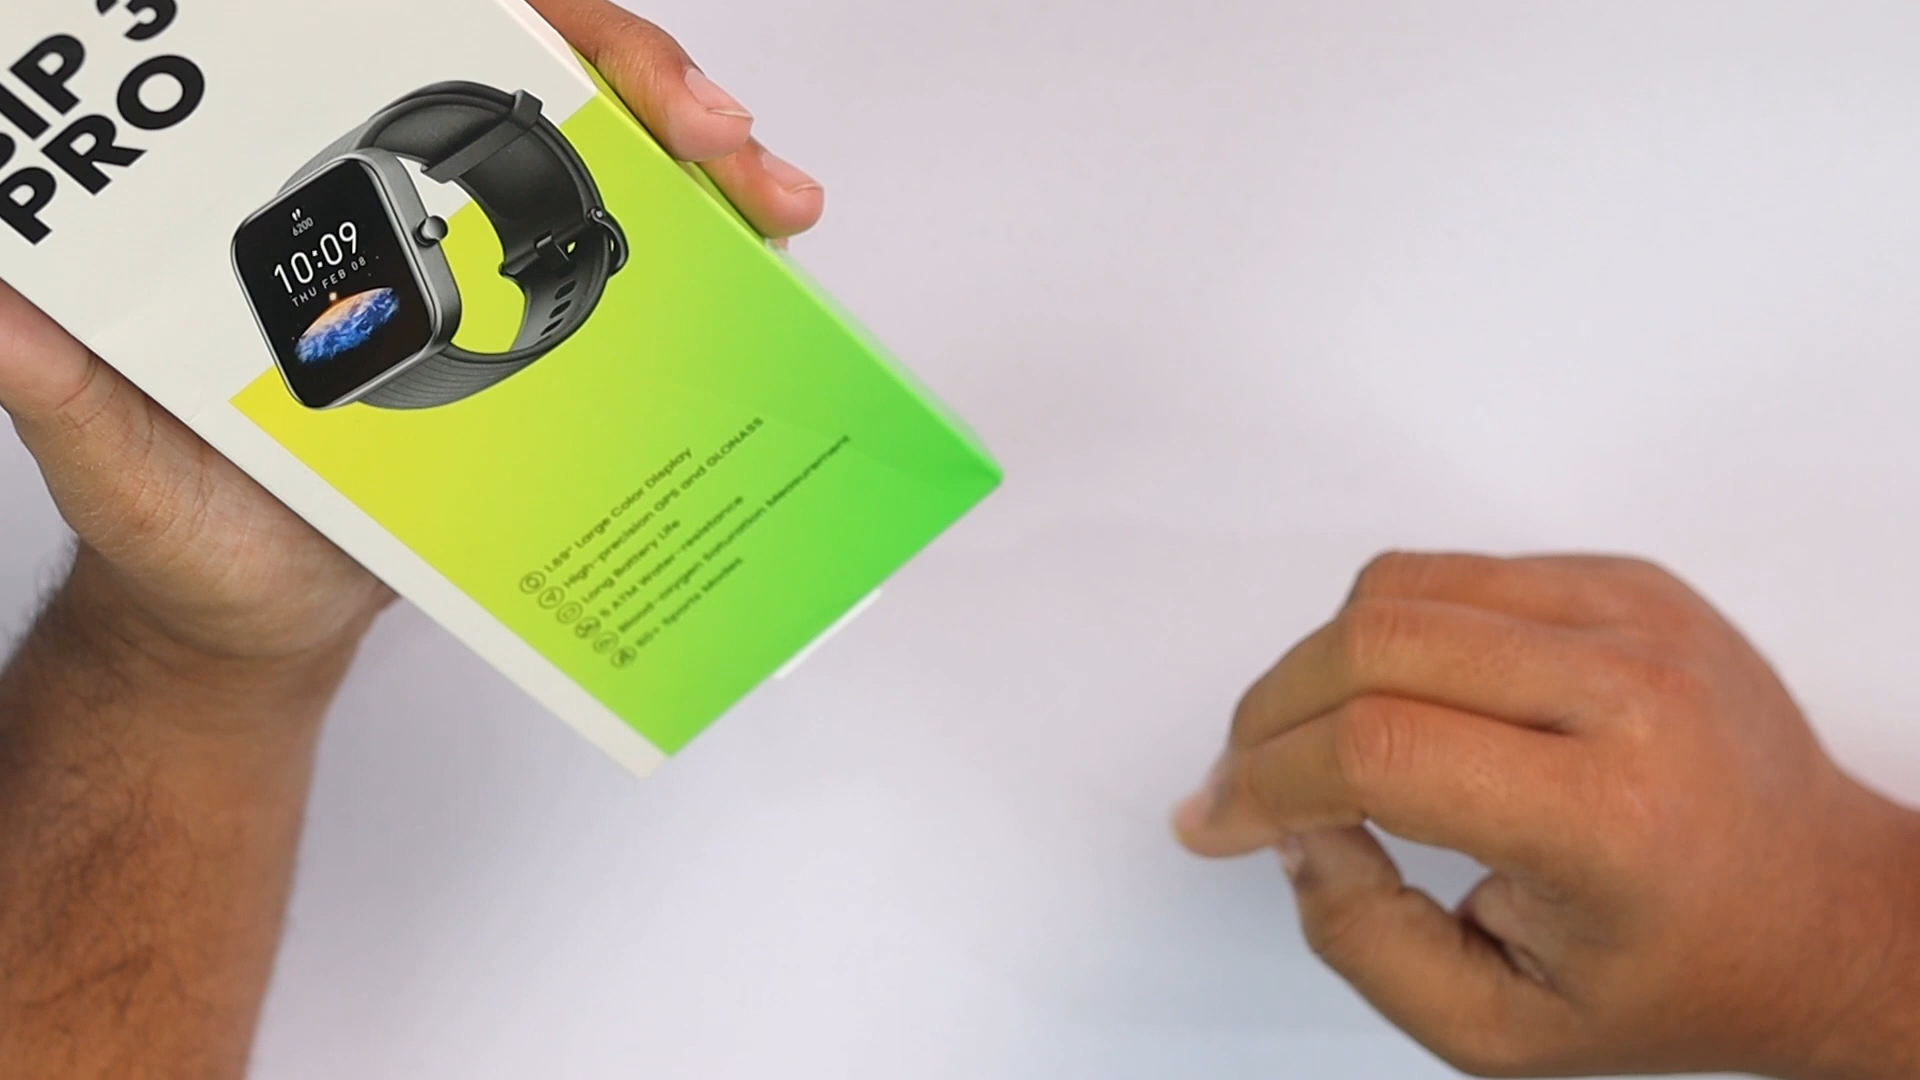 BIP 3
PRO
6200
10:09
THU FEB 08
1.69" Large Color Display
High-precision GPS and GLONASS
Long Battery Life
5 ATM Water-resistance
Blood-oxygen Saturation Measurement
60+ Sports Modes